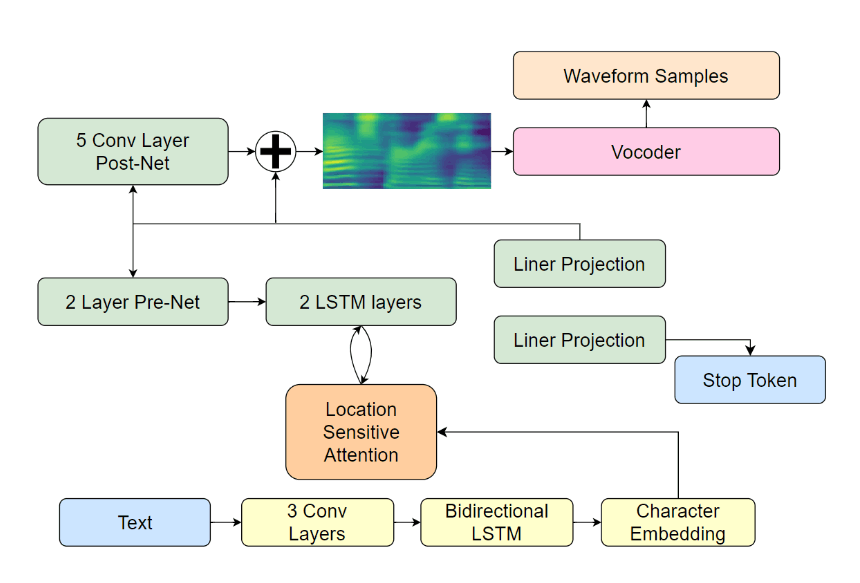 Waveform Samples
5 Conv Layer
Post-Net
Vocoder
Liner Projection
2 Layer Pre-Net
2 LSTM layers
Liner Projection
Stop Token
Location
Sensitive
Attention
Text
3 Conv
Layers
Bidirectional
LSTM
Character
Embedding